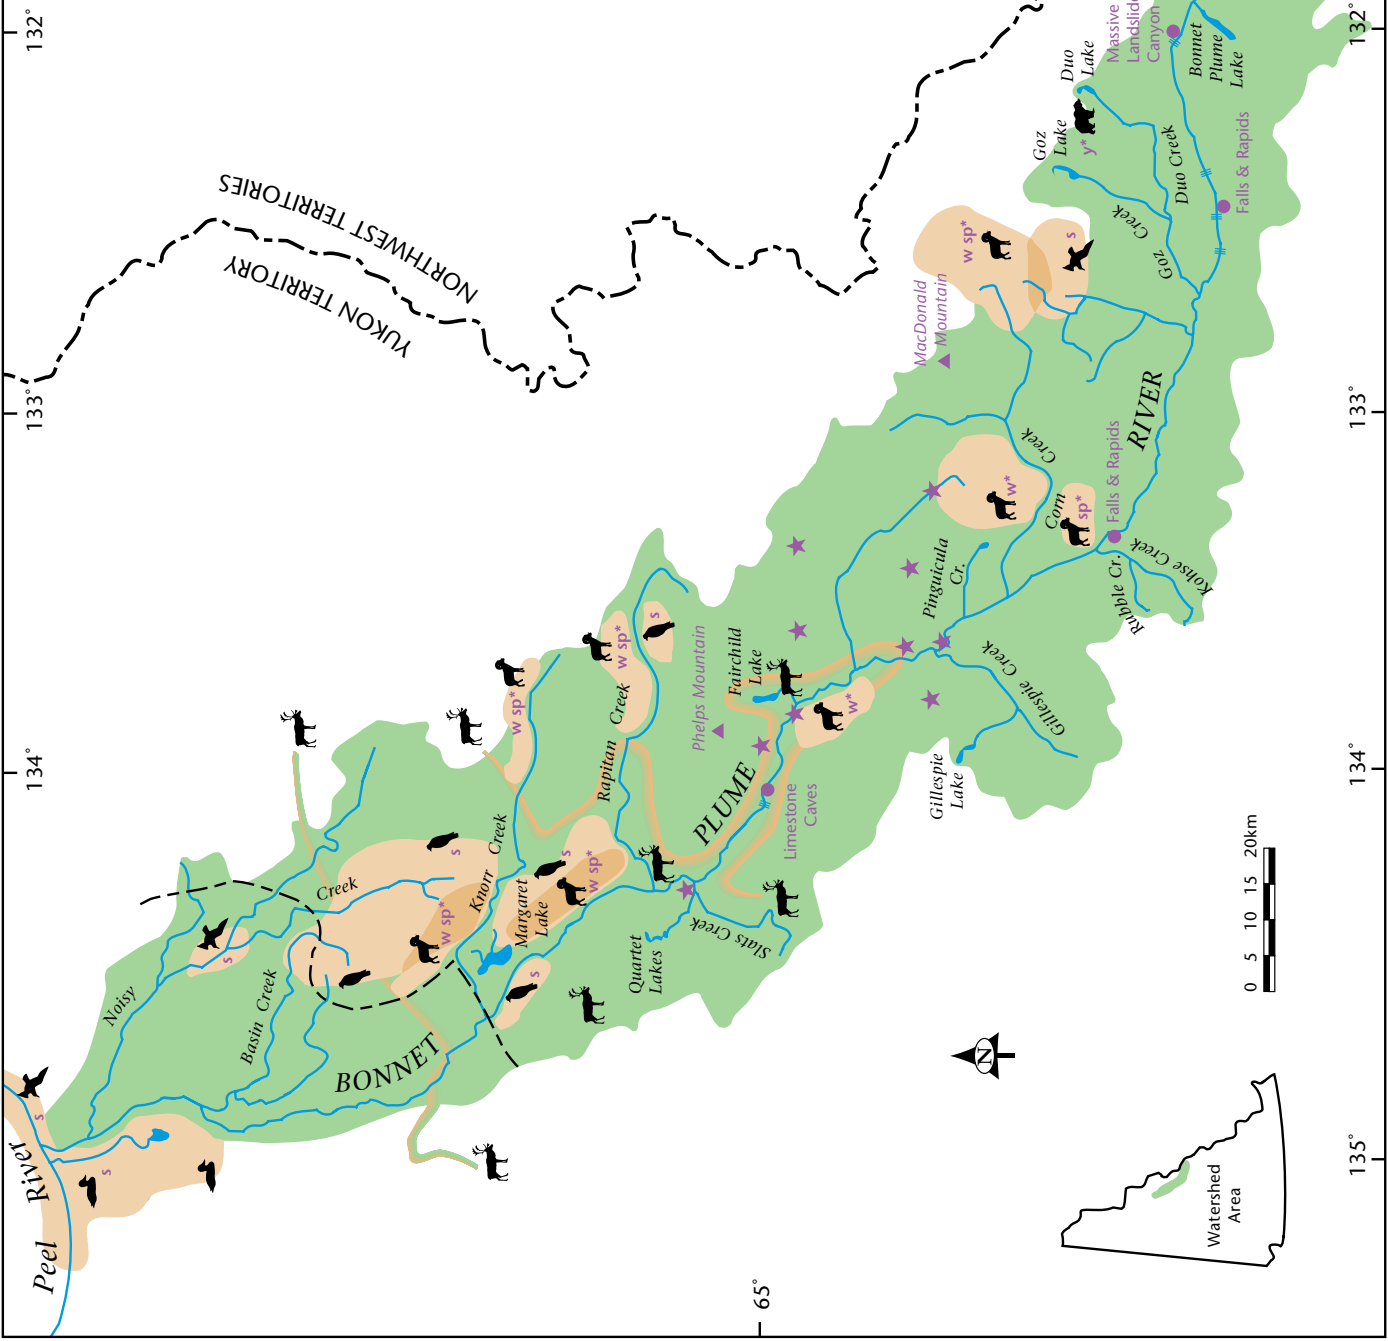 132°
133°
134°
NORTHWEST TERRITORIES
YUKON TERRITORY
Peel River
s
s
Noisy
Creek
s
Basin Creek
BONNET
s
w sp*
Knorr
Creek
w sp*
Margaret
Lake
s
w sp*
s
Rapitan
Creek
w sp*
s
Quartet
Lakes
Slats Creek
PLUME
Limestone
Caves
Phelps Mountain
Fairchild
Lake
w*
Gillespie
Lake
Gillespie Creek
Pinguicula
Cr.
Corn
Creek
w*
sp*
Falls & Rapids
Rubble Cr.
Kohse Creek
RIVER
MacDonald
Mountain
w sp*
s
Goz
Creek
Duo Creek
Goz
Lake
y*
Duo
Lake
Massive
Landslide
Canyon
Bonnet
Plume
Lake
Falls & Rapids
65°
N
0 5 10 15 20km
Watershed
Area
135°
134°
133°
132°